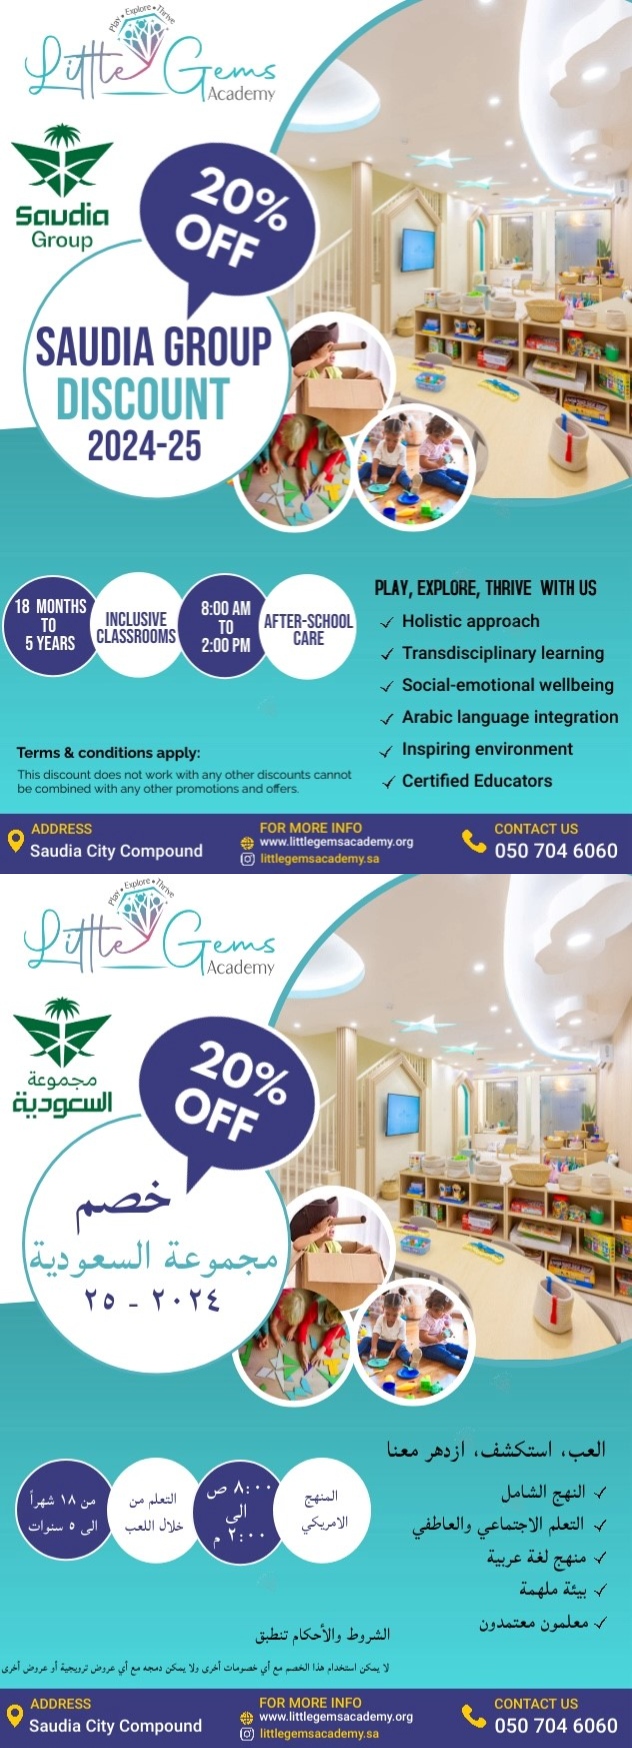 Play • Explore • Thrive
Little Gems
Academy
Saudia
Group
20%
OFF
SAUDIA GROUP
DISCOUNT
2024-25
18 MONTHS
TO
5 YEARS
INCLUSIVE
CLASSROOMS
8:00 AM
TO
2:00 PM
AFTER-SCHOOL
CARE
PLAY, EXPLORE, THRIVE WITH US
✓ Holistic approach
✓ Transdisciplinary learning
✓ Social-emotional wellbeing
✓ Arabic language integration
✓ Inspiring environment
✓ Certified Educators
Terms & conditions apply:
This discount does not work with any other discounts cannot
be combined with any other promotions and offers.
ADDRESS
Saudia City Compound
FOR MORE INFO
www.littlegemsacademy.org
littlegemsacademy.sa
CONTACT US
050 704 6060
Play • Explore • Thrive
Little Gems
Academy
مجموعة
السعودية
20%
OFF
خصم
مجموعة السعودية
٢٠٢٤ - ٢٥
العب، استكشف، ازدهر معنا
✓ النهج الشامل
✓ التعلم الاجتماعي والعاطفي
✓ منهج لغة عربية
✓ بيئة ملهمة
✓ معلمون معتمدون
المنهج
الامريكي
٨:٠٠ ص
الى
٢:٠٠ م
التعلم من
خلال اللعب
من ١٨ شهراً
الى ٥ سنوات
الشروط والأحكام تنطبق
لا يمكن استخدام هذا الخصم مع أي خصومات أخرى ولا يمكن دمجه مع أي عروض ترويجية أو عروض أخرى
ADDRESS
Saudia City Compound
FOR MORE INFO
www.littlegemsacademy.org
littlegemsacademy.sa
CONTACT US
050 704 6060